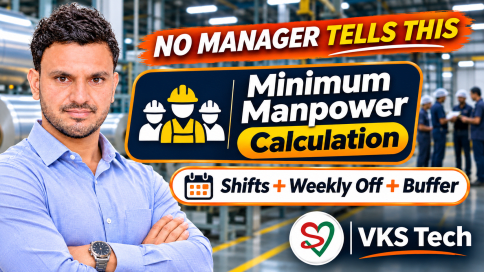 NO MANAGER TELLS THIS
Minimum
Manpower
Calculation
Shifts + Weekly Off + Buffer
S | VKS Tech